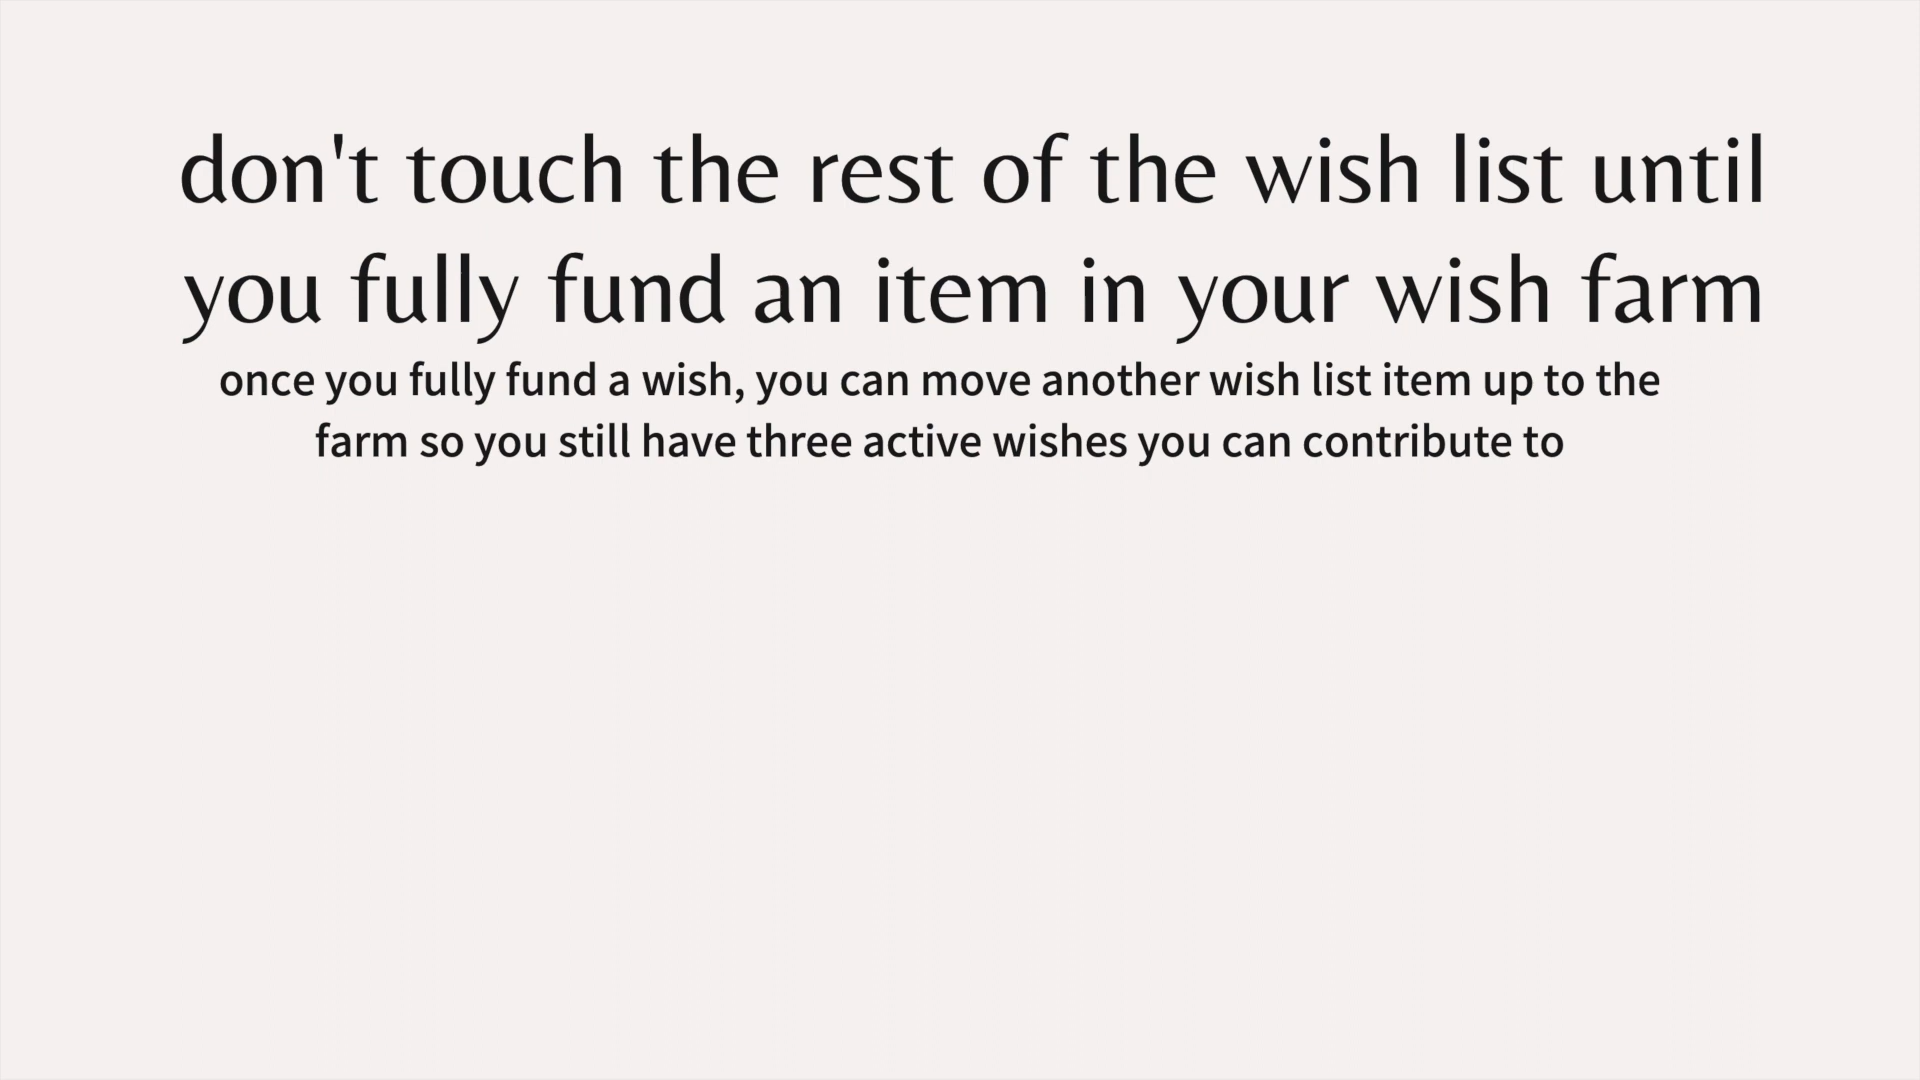 don't touch the rest of the wish list until
you fully fund an item in your wish farm
once you fully fund a wish, you can move another wish list item up to the
farm so you still have three active wishes you can contribute to